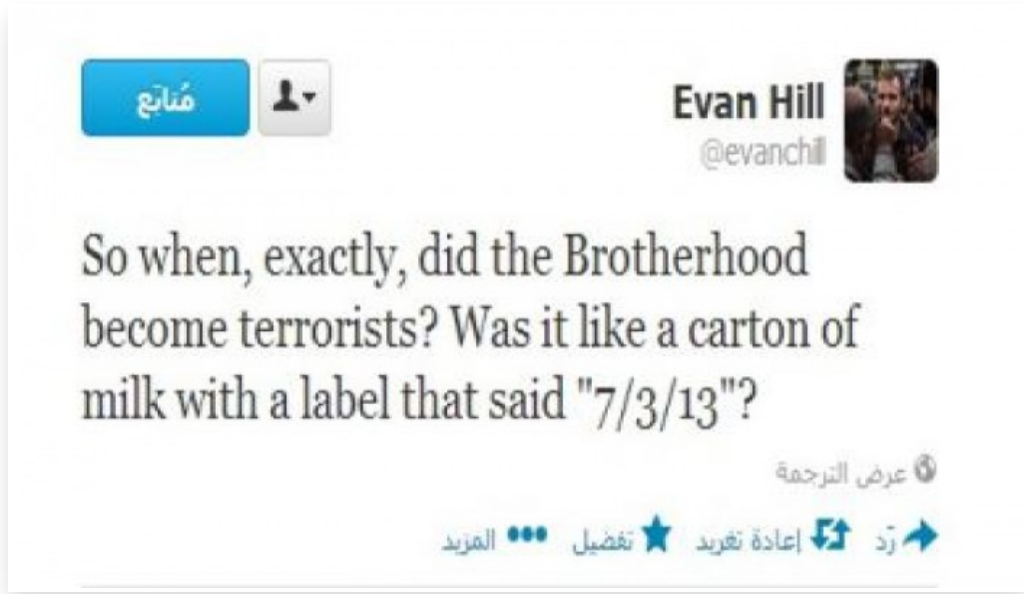 مُتابَع
Evan Hill
@evanchill
So when, exactly, did the Brotherhood
become terrorists? Was it like a carton of
milk with a label that said "7/3/13"?
عرض الترجمة
رَد إعادة تغريد تفضيل المزيد